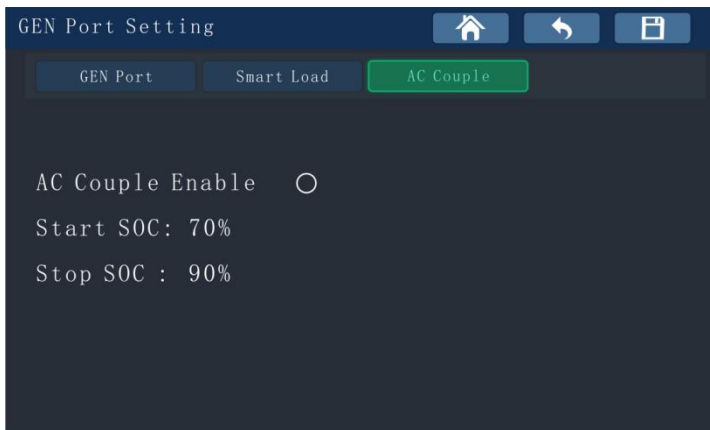 GEN Port Setting
GEN Port Smart Load AC Couple
AC Couple Enable
Start SOC: 70%
Stop SOC : 90%